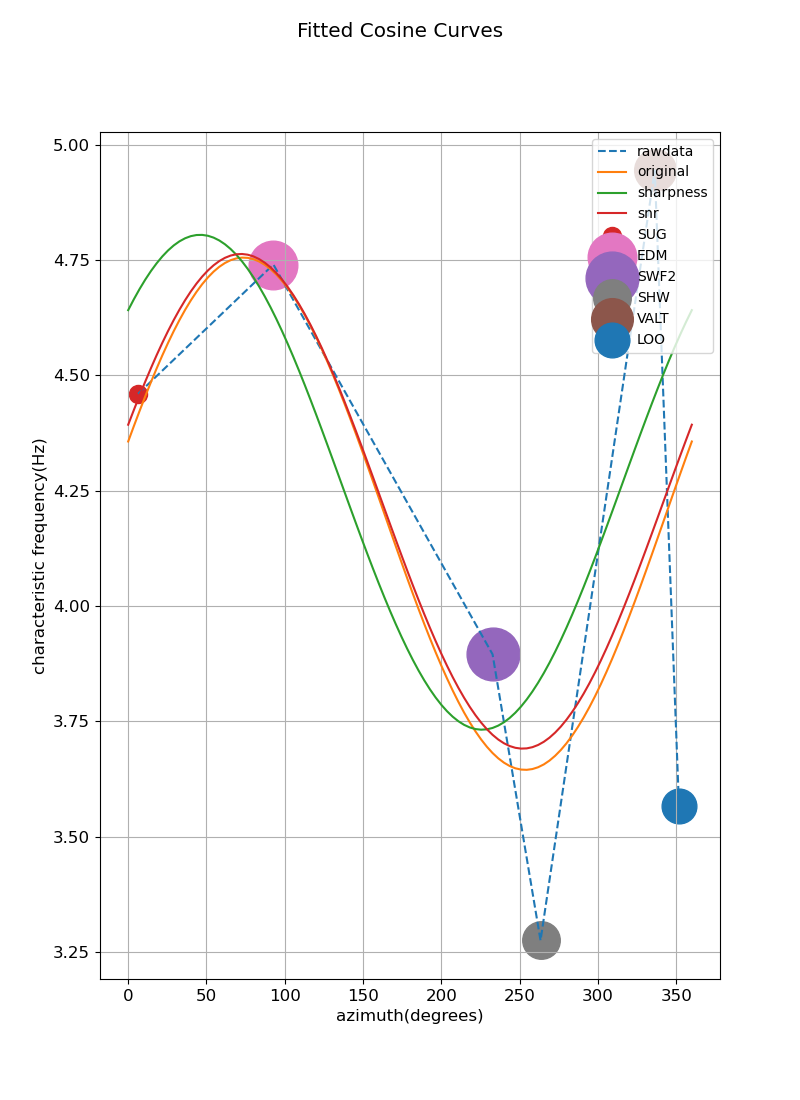 Fitted Cosine Curves
5.00
4.75
4.50
4.25
4.00
3.75
3.50
3.25
characteristic frequency(Hz)
rawdata
original
sharpness
snr
SUG
EDM
SWF2
SHW
VALT
LOO
0 50 100 150 200 250 300 350
azimuth(degrees)